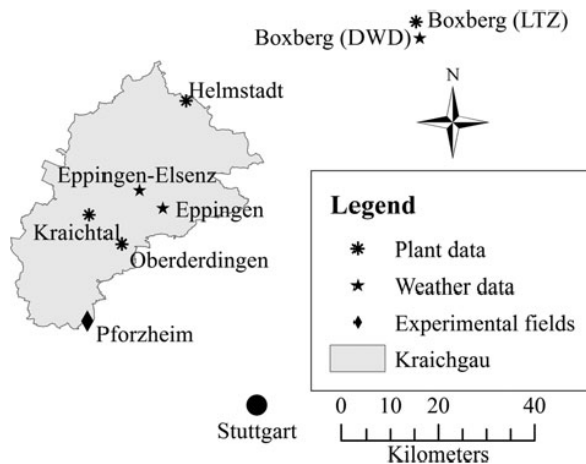 Boxberg (LTZ)
Boxberg (DWD)
N
Helmstadt
Eppingen-Elsenz
Eppingen
Kraichtal
Oberderdingen
Pforzheim
Stuttgart
Legend
Plant data
Weather data
Experimental fields
Kraichgau
0 10 20 40
Kilometers